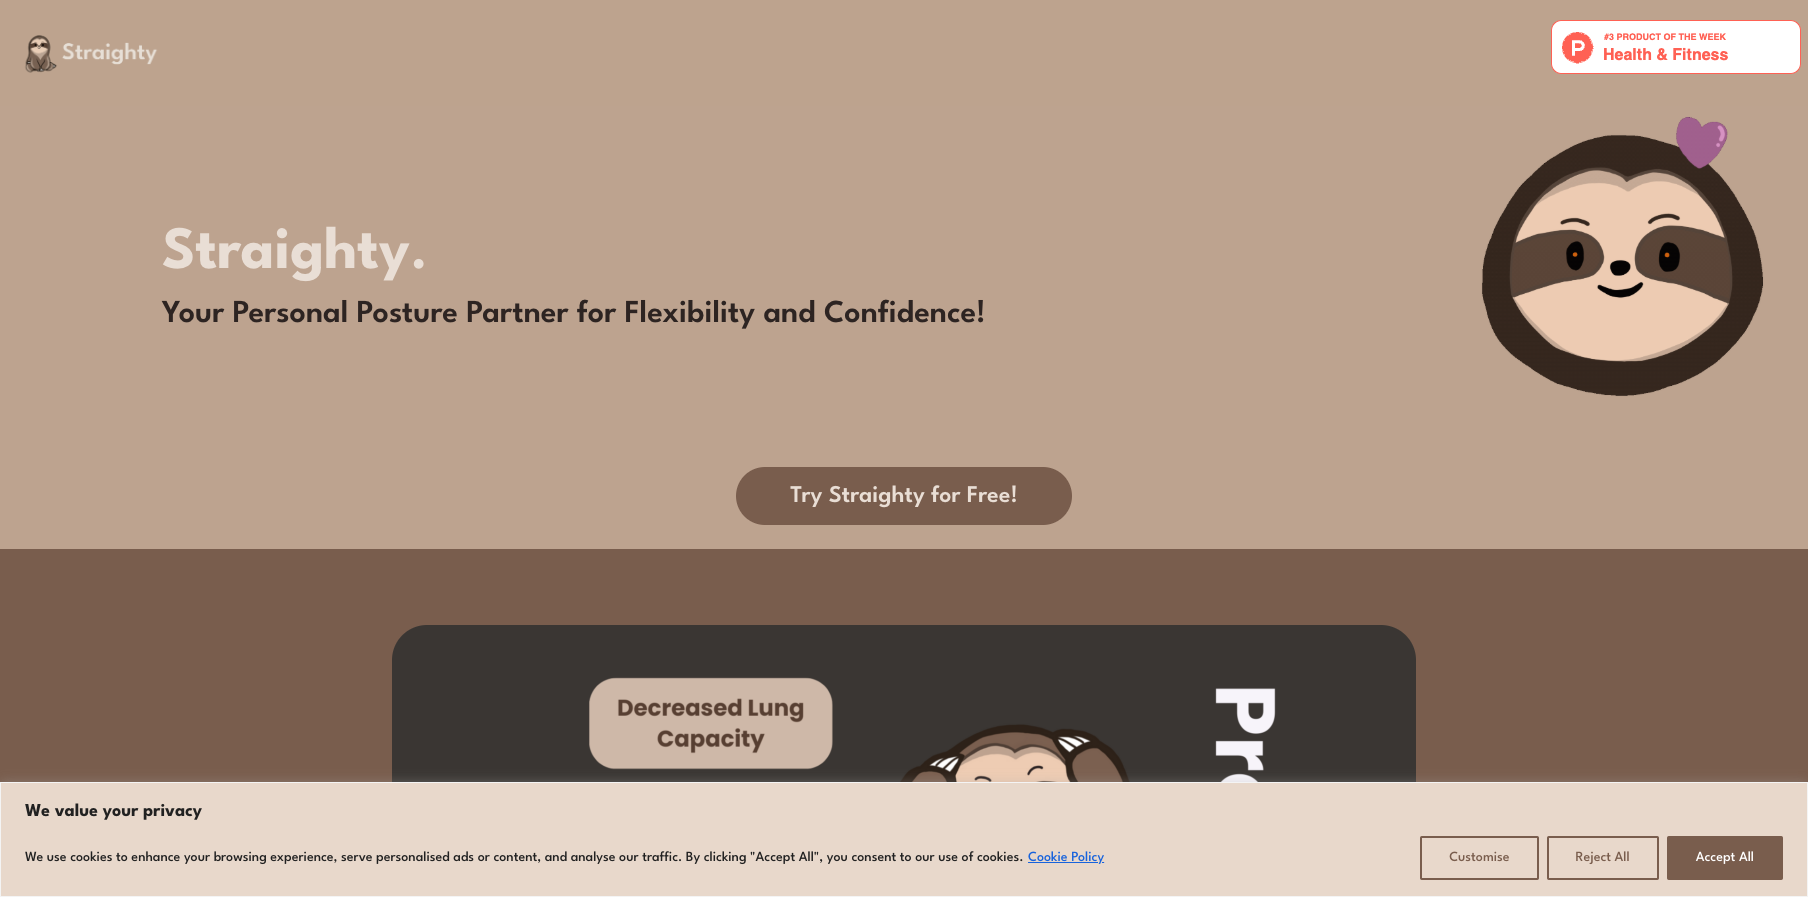 Straighty
#3 PRODUCT OF THE WEEK
Health & Fitness
Straighty.
Your Personal Posture Partner for Flexibility and Confidence!
Try Straighty for Free!
Decreased Lung
Capacity
We value your privacy
We use cookies to enhance your browsing experience, serve personalised ads or content, and analyse our traffic. By clicking "Accept All", you consent to our use of cookies. Cookie Policy
Customise
Reject All
Accept All